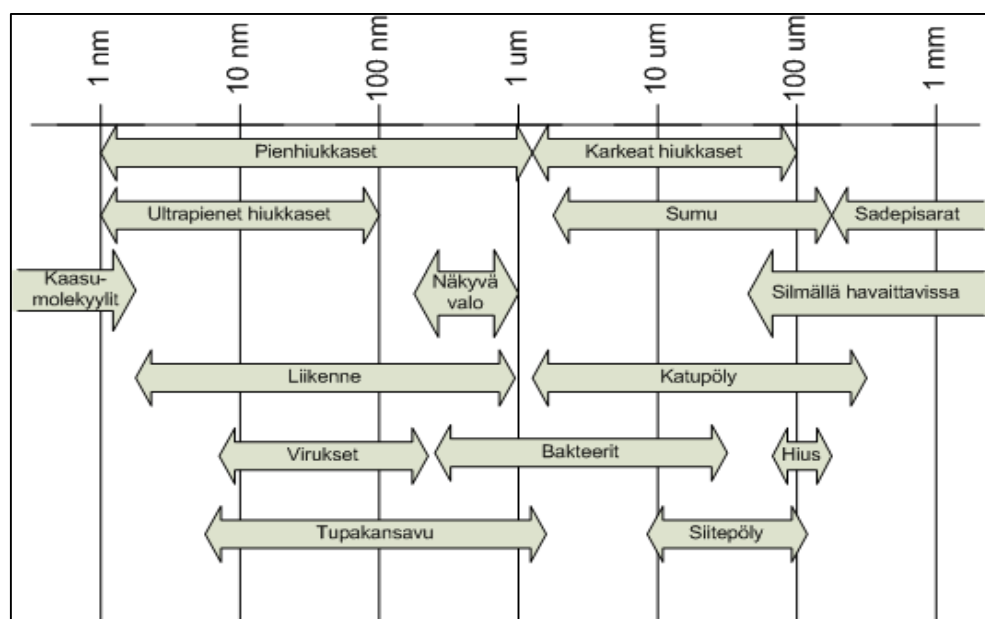 1 nm
10 nm
100 nm
1 um
10 um
100 um
1 mm
Pienhiukkaset
Karkeat hiukkaset
Ultrapienet hiukkaset
Sumu
Sadepisarat
Kaasu-
molekyylit
Näkyvä
valo
Silmällä havaittavissa
Liikenne
Katupöly
Virukset
Bakteerit
Hius
Tupakansavu
Siitepöly